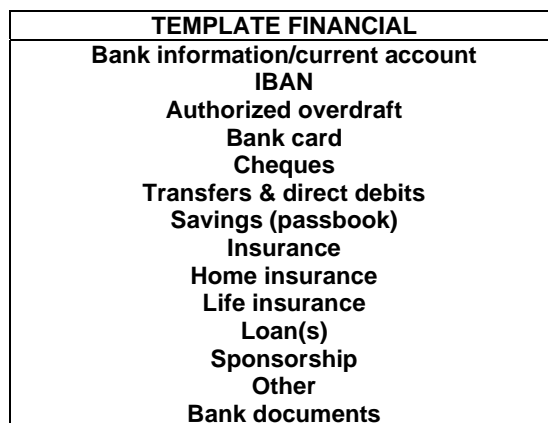 TEMPLATE FINANCIAL
Bank information/current account
IBAN
Authorized overdraft
Bank card
Cheques
Transfers & direct debits
Savings (passbook)
Insurance
Home insurance
Life insurance
Loan(s)
Sponsorship
Other
Bank documents